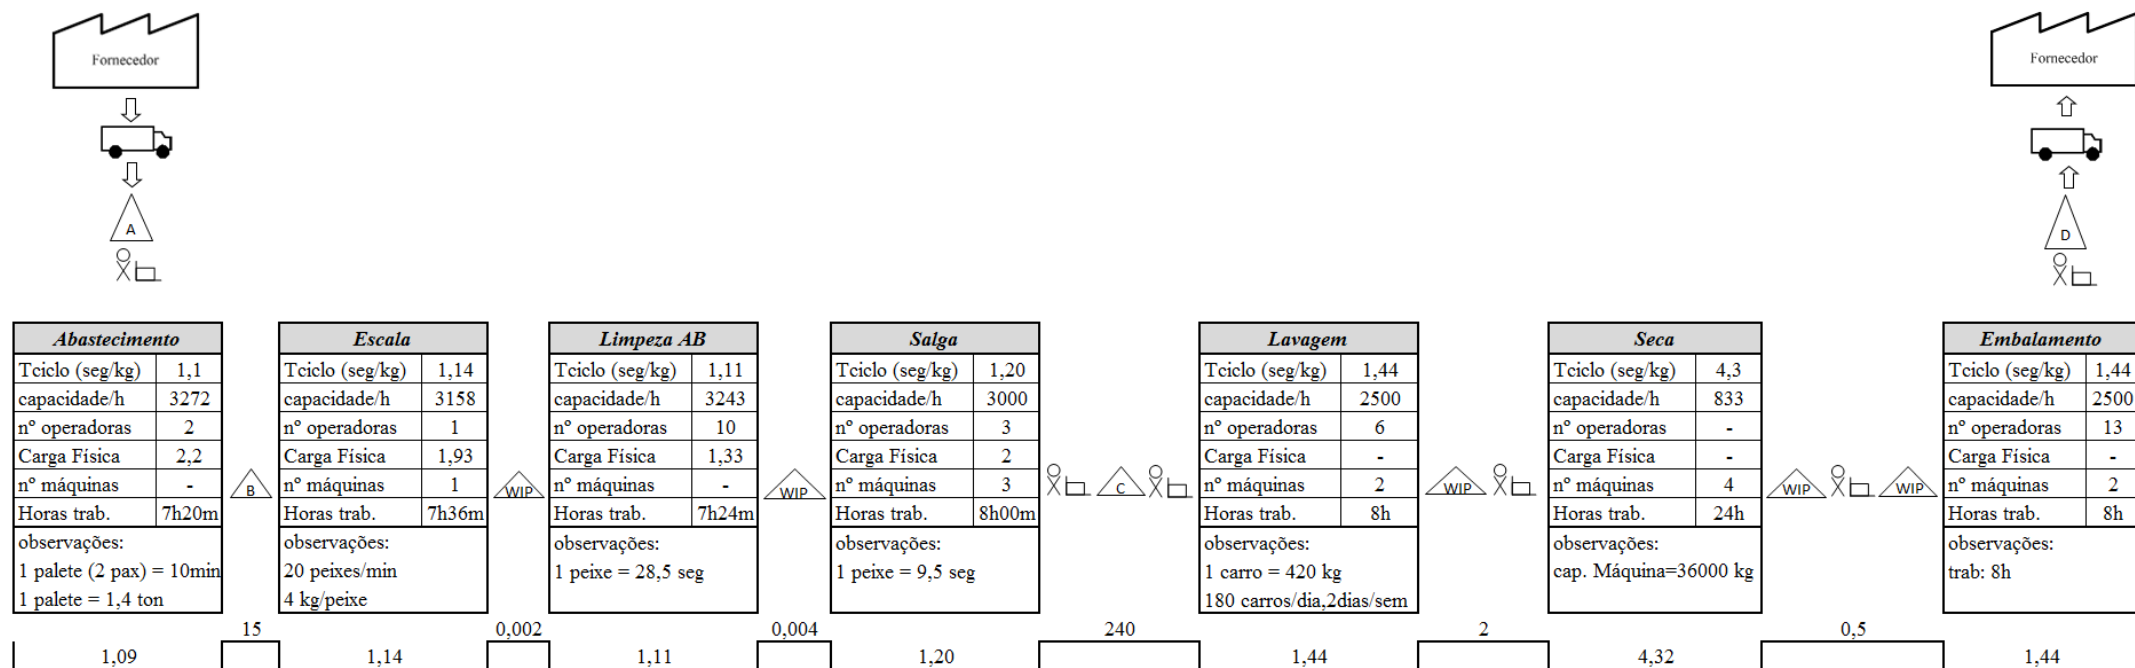 Fornecedor
Fornecedor
A
D
Abastecimento
Tciclo (seg/kg) 1,1
capacidade/h 3272
nº operadoras 2
Carga Física 2,2
nº máquinas -
Horas trab. 7h20m
observações:
1 palete (2 pax) = 10min
1 palete = 1,4 ton
B
Escala
Tciclo (seg/kg) 1,14
capacidade/h 3158
nº operadoras 1
Carga Física 1,93
nº máquinas 1
Horas trab. 7h36m
observações:
20 peixes/min
4 kg/peixe
WIP
Limpeza AB
Tciclo (seg/kg) 1,11
capacidade/h 3243
nº operadoras 10
Carga Física 1,33
nº máquinas -
Horas trab. 7h24m
observações:
1 peixe = 28,5 seg
WIP
Salga
Tciclo (seg/kg) 1,20
capacidade/h 3000
nº operadoras 3
Carga Física 2
nº máquinas 3
Horas trab. 8h00m
observações:
1 peixe = 9,5 seg
C
Lavagem
Tciclo (seg/kg) 1,44
capacidade/h 2500
nº operadoras 6
Carga Física -
nº máquinas 2
Horas trab. 8h
observações:
1 carro = 420 kg
180 carros/dia,2dias/sem
WIP
Seca
Tciclo (seg/kg) 4,3
capacidade/h 833
nº operadoras -
Carga Física -
nº máquinas 4
Horas trab. 24h
observações:
cap. Máquina=36000 kg
WIP
WIP
Embalamento
Tciclo (seg/kg) 1,44
capacidade/h 2500
nº operadoras 13
Carga Física -
nº máquinas 2
Horas trab. 8h
observações:
trab: 8h
15 0,002 0,004 240 2 0,5
1,09 1,14 1,11 1,20 1,44 4,32 1,44